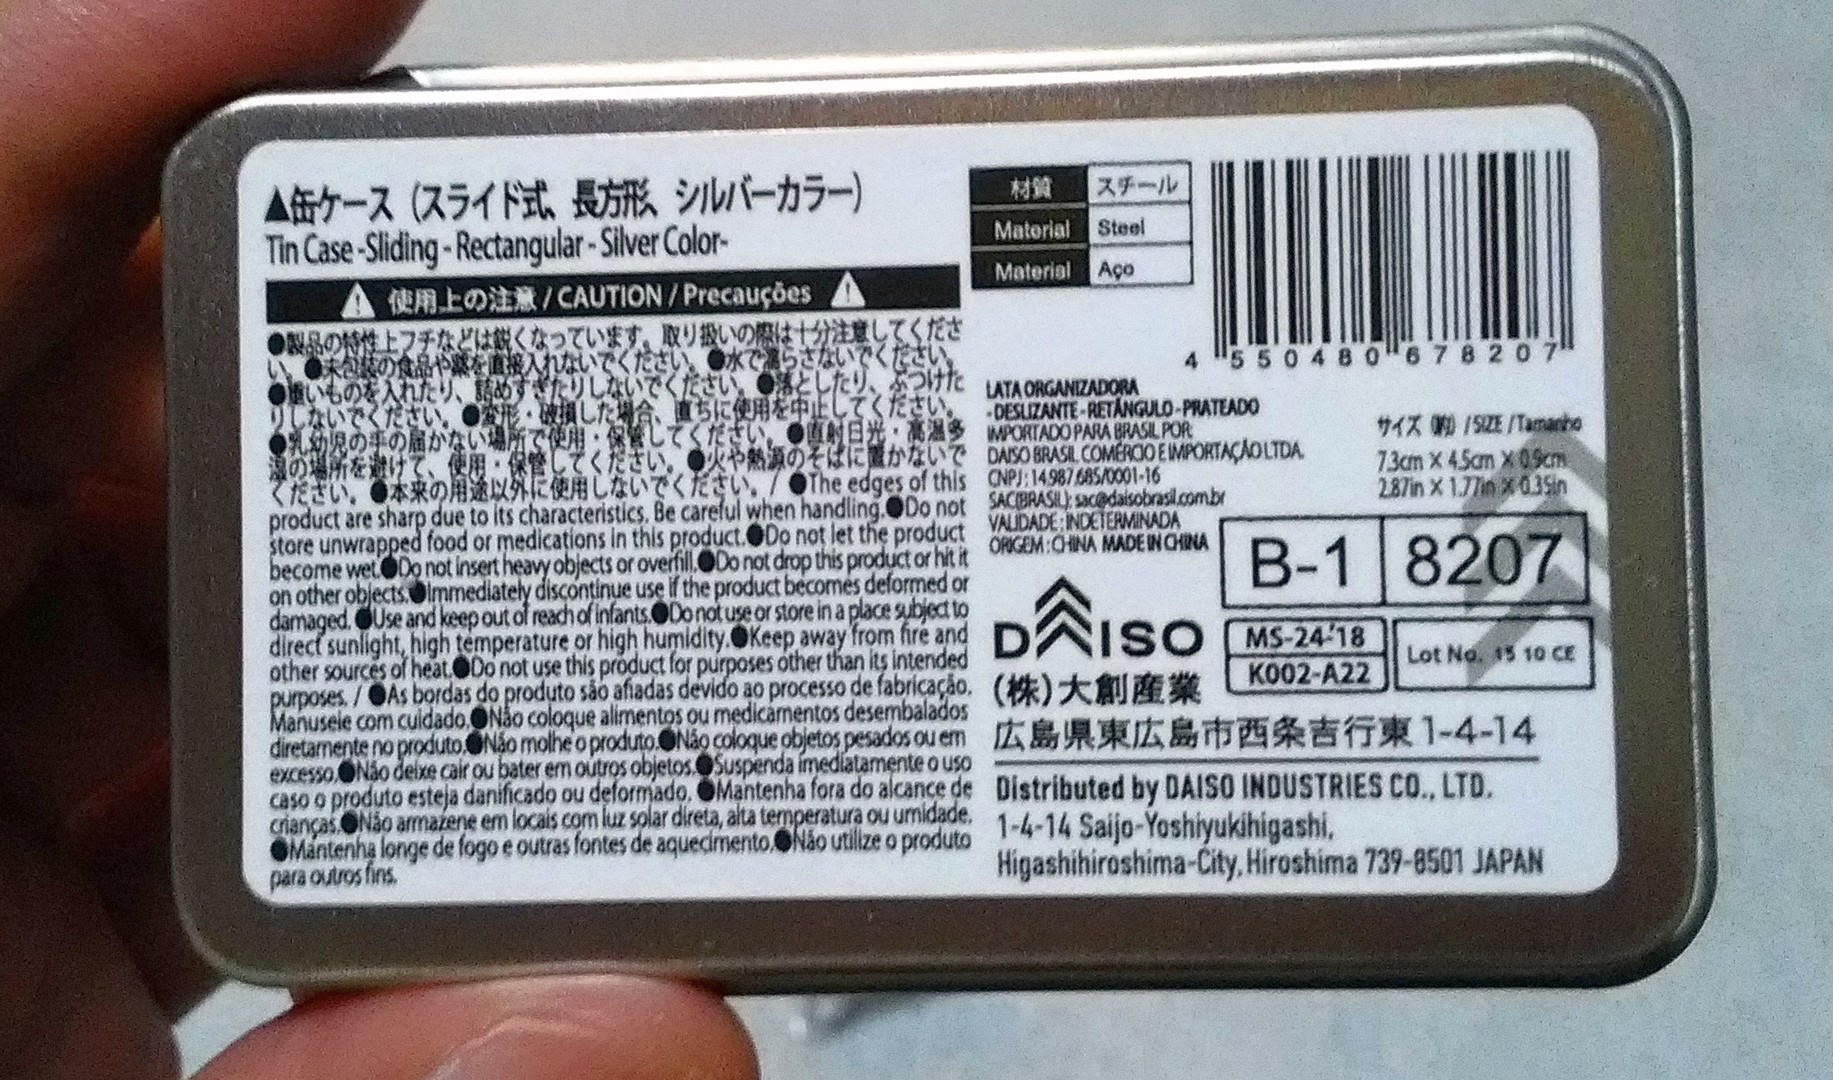 ▲缶ケース（スライド式、長方形、シルバーカラー）
Tin Case -Sliding - Rectangular - Silver Color-
使用上の注意 / CAUTION / Precauções
●製品の特性上フチなどは鋭くなっています。取り扱いの際は十分注意してくださ
い。●未包装の食品や薬を直接入れないでください。●水で濡らさないでください。
●重いものを入れたり、詰めすぎたりしないでください。●落としたり、ぶつけた
りしないでください。●変形・破損した場合、直ちに使用を中止してください。
●乳幼児の手の届かない場所で使用・保管してください。●直射日光・高温多
湿の場所を避けて、使用・保管してください。●火や熱源のそばに置かないで
ください。●本来の用途以外に使用しないでください。/ ●The edges of this
product are sharp due to its characteristics. Be careful when handling.●Do not
store unwrapped food or medications in this product.●Do not let the product
become wet.●Do not insert heavy objects or overfill.●Do not drop this product or hit it
on other objects.●Immediately discontinue use if the product becomes deformed or
damaged. ●Use and keep out of reach of infants.●Do not use or store in a place subject to
direct sunlight, high temperature or high humidity.●Keep away from fire and
other sources of heat.●Do not use this product for purposes other than its intended
purposes. / ●As bordas do produto são afiadas devido ao processo de fabricação.
Manuseie com cuidado.●Não coloque alimentos ou medicamentos desembalados
diretamente no produto.●Não molhe o produto.●Não coloque objetos pesados ou em
excesso.●Não deixe cair ou bater em outros objetos.●Suspenda imediatamente o uso
caso o produto esteja danificado ou deformado. ●Mantenha fora do alcance de
crianças.●Não armazene em locais com luz solar direta, alta temperatura ou umidade.
●Mantenha longe de fogo e outras fontes de aquecimento.●Não utilize o produto
para outros fins.
材質 スチール
Material Steel
Material Aço
4 550480 678207
LATA ORGANIZADORA
- DESLIZANTE - RETÂNGULO - PRATEADO
IMPORTADO PARA BRASIL POR:
DAISO BRASIL COMÉRCIO E IMPORTAÇÃO LTDA.
CNPJ : 14.987.685/0001-16
SAC(BRASIL): sac@daisobrasil.com.br
VALIDADE : INDETERMINADA
ORIGEM : CHINA MADE IN CHINA
サイズ（約）/ SIZE / Tamanho
7.3cm X 4.5cm X 0.9cm
2.87in X 1.77in X 0.35in
B-1 8207
MS-24-'18
K002-A22
Lot No. 15 10 CE
DAISO
(株)大創産業
広島県東広島市西条吉行東1-4-14
Distributed by DAISO INDUSTRIES CO., LTD.
1-4-14 Saijo-Yoshiyukihigashi,
Higashihiroshima-City, Hiroshima 739-8501 JAPAN